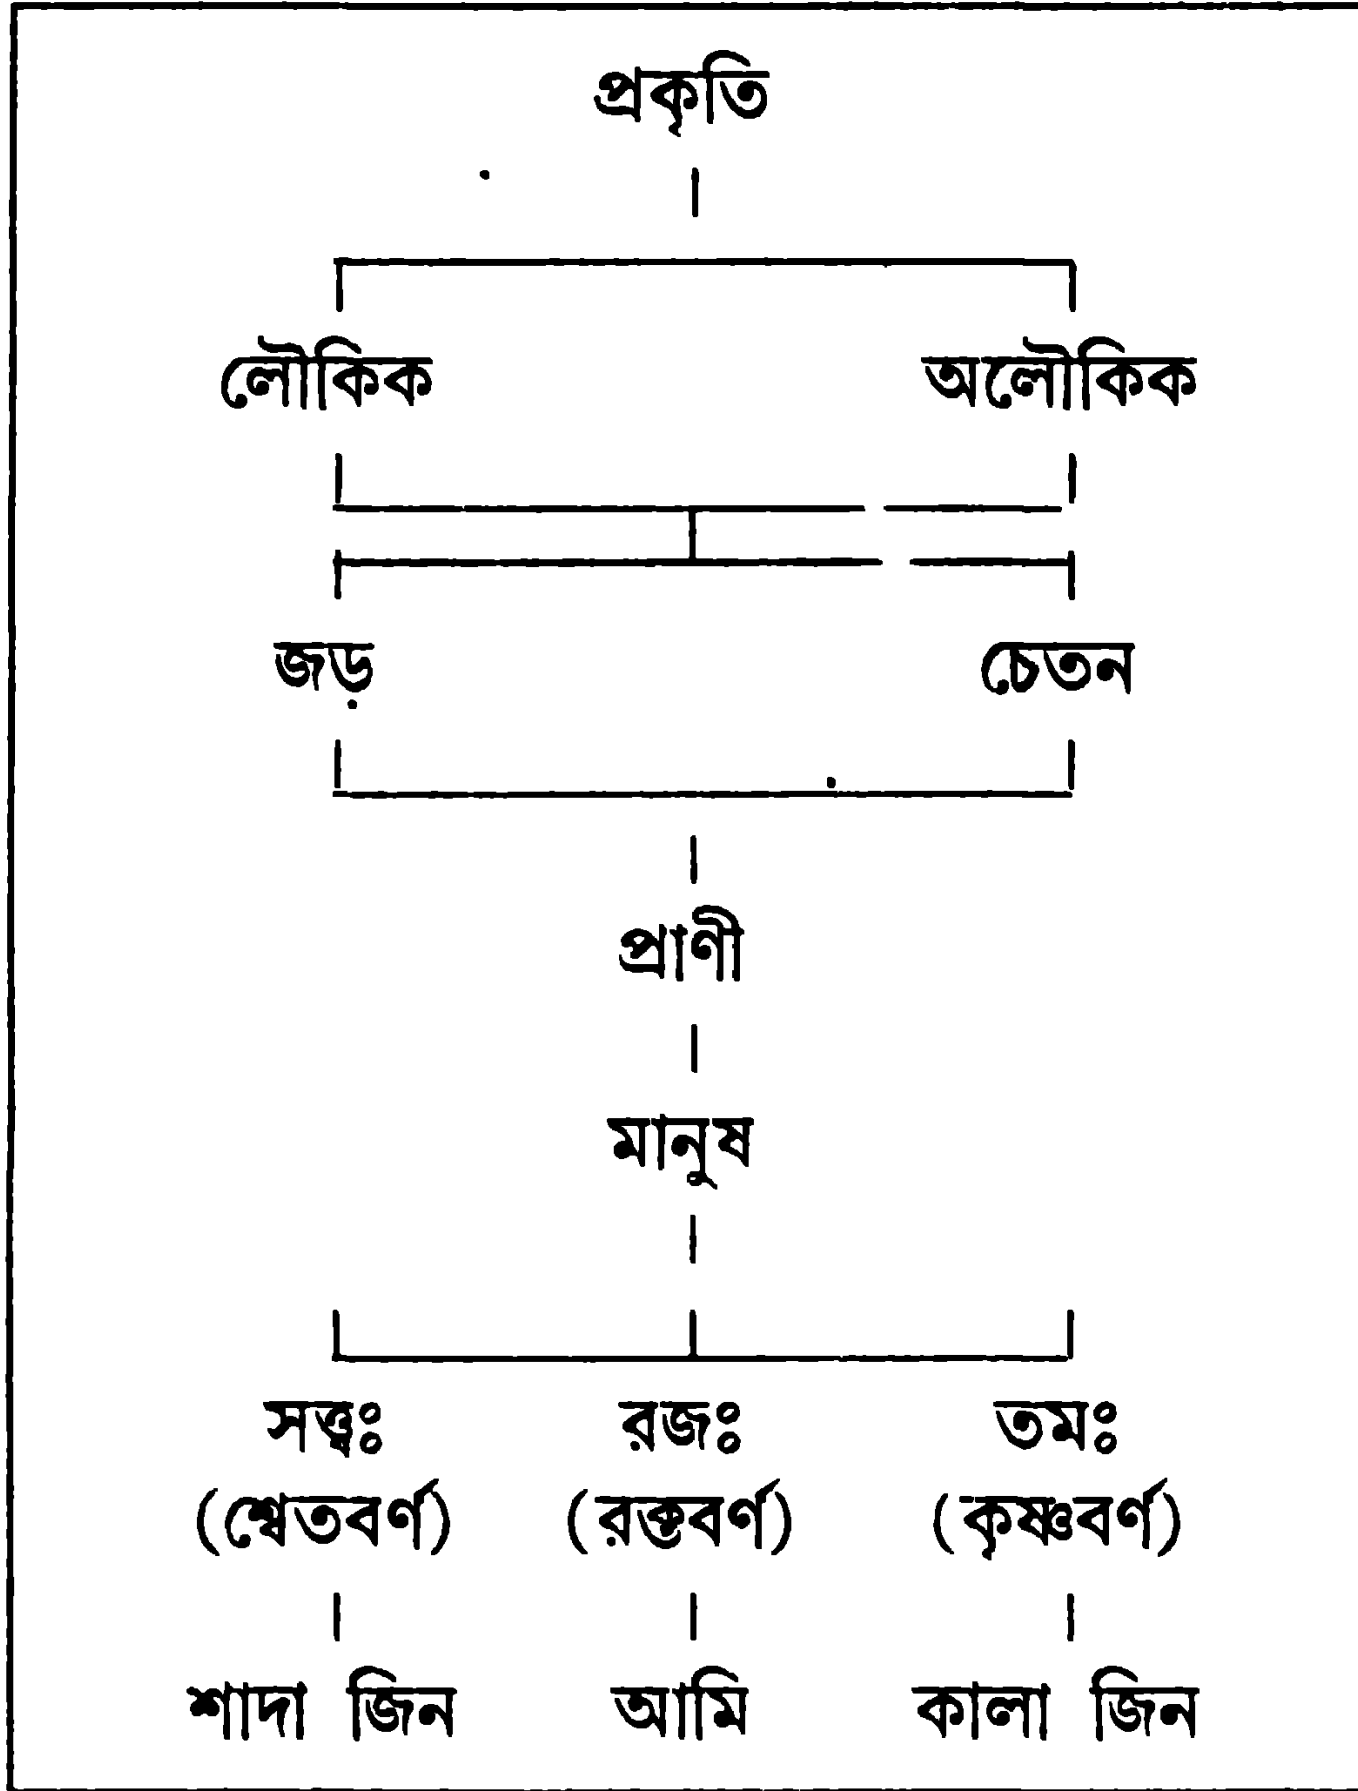 প্রকৃতি
লৌকিক অলৌকিক
জড় চেতন
প্রাণী
মানুষ
সত্ত্বঃ রজঃ তমঃ
(শ্বেতবর্ণ) (রক্তবর্ণ) (কৃষ্ণবর্ণ)
শাদা জিন আমি কালা জিন